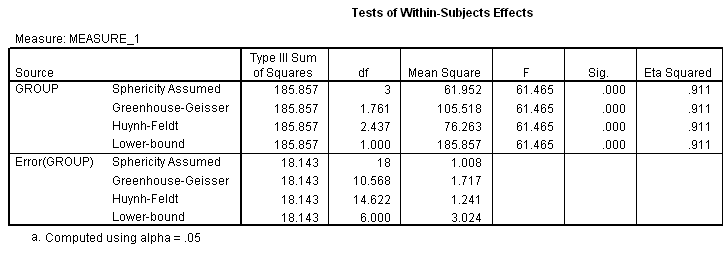 Tests of Within-Subjects Effects
Measure: MEASURE_1
Source Type III Sum of Squares df Mean Square F Sig. Eta Squared
GROUP Sphericity Assumed 185.857 3 61.952 61.465 .000 .911
Greenhouse-Geisser 185.857 1.761 105.518 61.465 .000 .911
Huynh-Feldt 185.857 2.437 76.263 61.465 .000 .911
Lower-bound 185.857 1.000 185.857 61.465 .000 .911
Error(GROUP) Sphericity Assumed 18.143 18 1.008
Greenhouse-Geisser 18.143 10.568 1.717
Huynh-Feldt 18.143 14.622 1.241
Lower-bound 18.143 6.000 3.024
a. Computed using alpha = .05